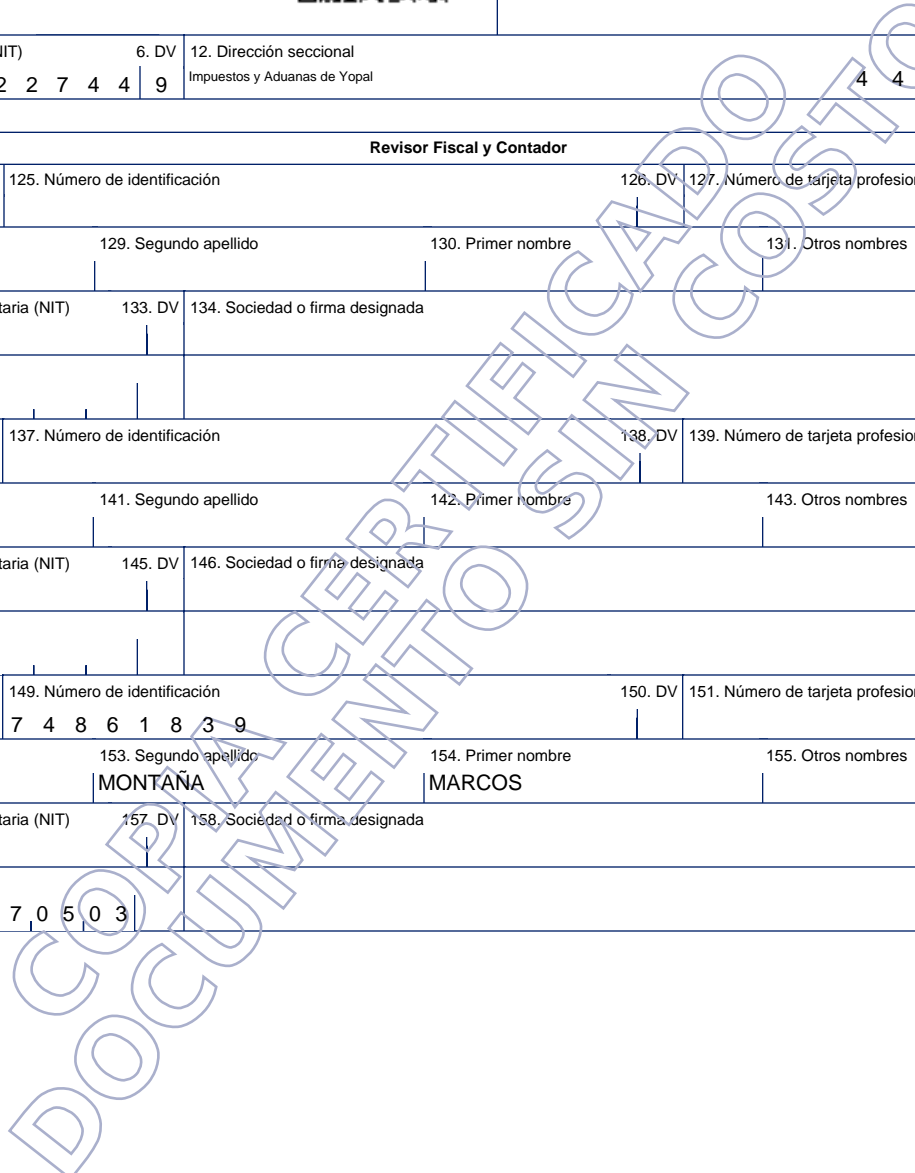 NIT) 6. DV 12. Dirección seccional
2 2 7 4 4 9 Impuestos y Aduanas de Yopal 4 4
Revisor Fiscal y Contador
125. Número de identificación 126. DV 127. Número de tarjeta profesion
129. Segundo apellido 130. Primer nombre 131. Otros nombres
taria (NIT) 133. DV 134. Sociedad o firma designada
137. Número de identificación 138. DV 139. Número de tarjeta profesion
141. Segundo apellido 142. Primer nombre 143. Otros nombres
taria (NIT) 145. DV 146. Sociedad o firma designada
149. Número de identificación 150. DV 151. Número de tarjeta profesion
7 4 8 6 1 8 3 9
153. Segundo apellido 154. Primer nombre 155. Otros nombres
MONTAÑA MARCOS
taria (NIT) 157. DV 158. Sociedad o firma designada
7 0 5 0 3
COPIA CERTIFICADO
DOCUMENTO SIN COSTO